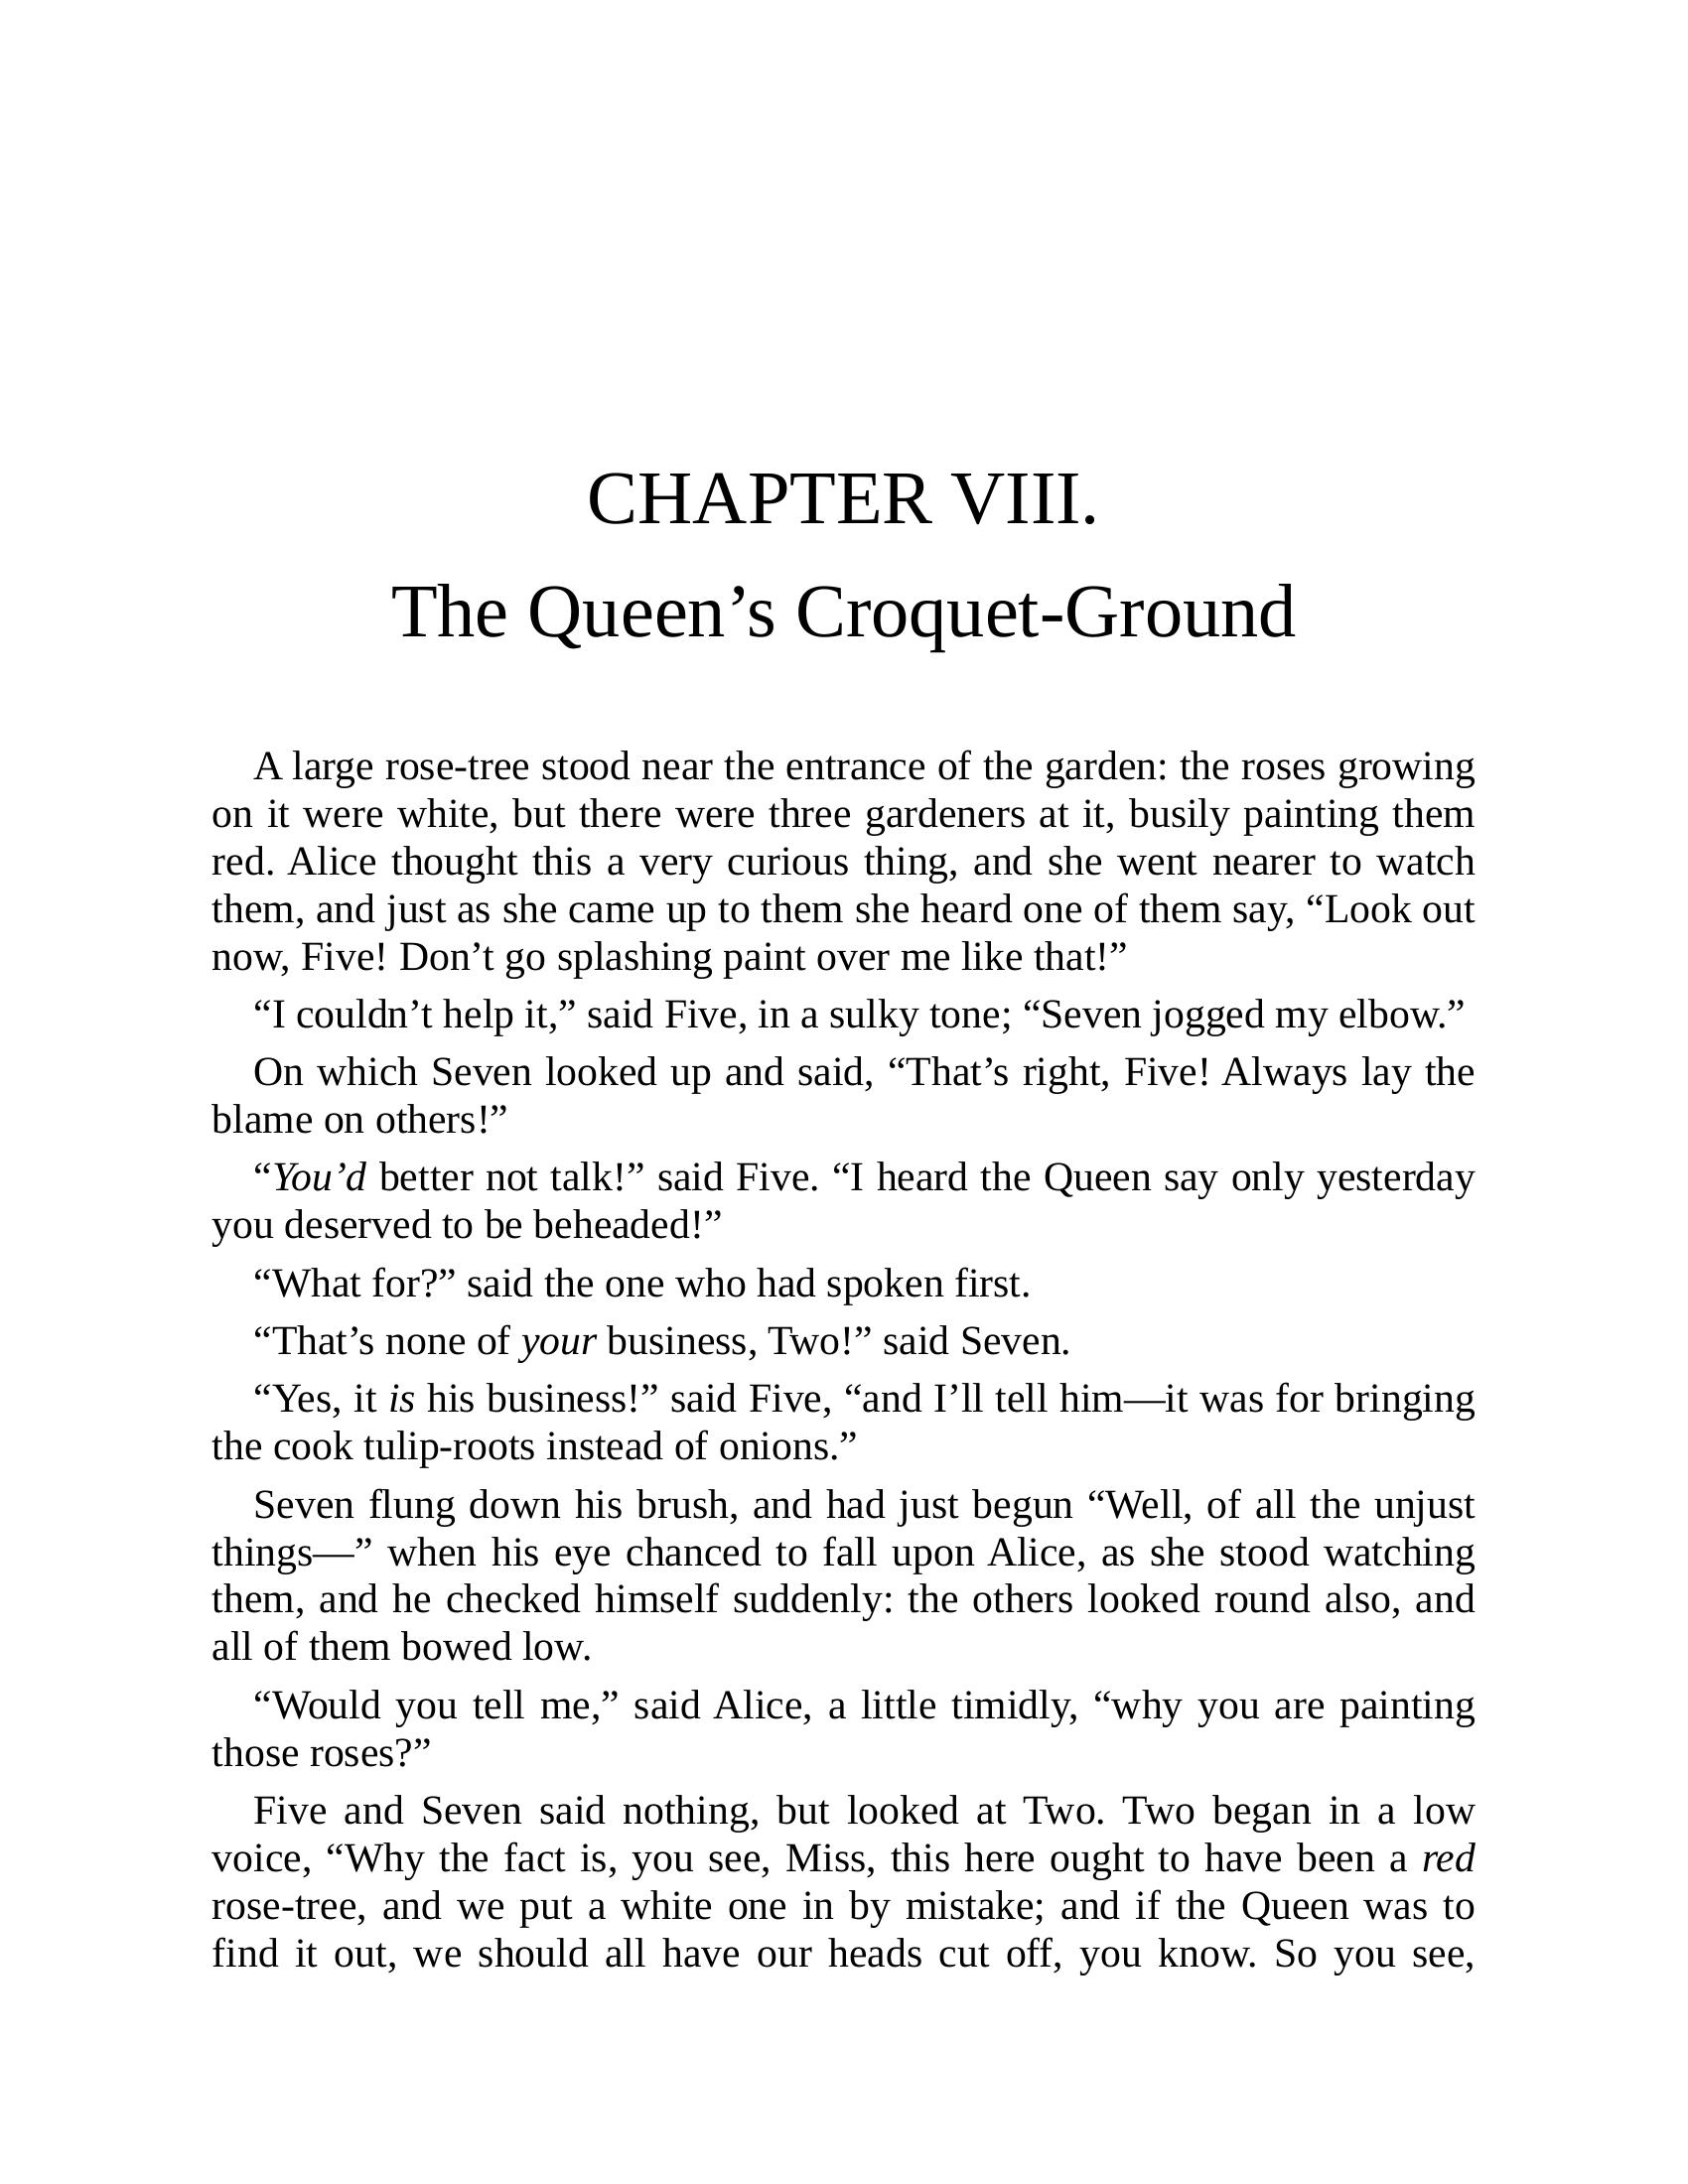 CHAPTER VIII.
The Queen’s Croquet-Ground
A large rose-tree stood near the entrance of the garden: the roses growing
on it were white, but there were three gardeners at it, busily painting them
red. Alice thought this a very curious thing, and she went nearer to watch
them, and just as she came up to them she heard one of them say, “Look out
now, Five! Don’t go splashing paint over me like that!”
“I couldn’t help it,” said Five, in a sulky tone; “Seven jogged my elbow.”
On which Seven looked up and said, “That’s right, Five! Always lay the
blame on others!”
“You’d better not talk!” said Five. “I heard the Queen say only yesterday
you deserved to be beheaded!”
“What for?” said the one who had spoken first.
“That’s none of your business, Two!” said Seven.
“Yes, it is his business!” said Five, “and I’ll tell him—it was for bringing
the cook tulip-roots instead of onions.”
Seven flung down his brush, and had just begun “Well, of all the unjust
things—” when his eye chanced to fall upon Alice, as she stood watching
them, and he checked himself suddenly: the others looked round also, and
all of them bowed low.
“Would you tell me,” said Alice, a little timidly, “why you are painting
those roses?”
Five and Seven said nothing, but looked at Two. Two began in a low
voice, “Why the fact is, you see, Miss, this here ought to have been a red
rose-tree, and we put a white one in by mistake; and if the Queen was to
find it out, we should all have our heads cut off, you know. So you see,